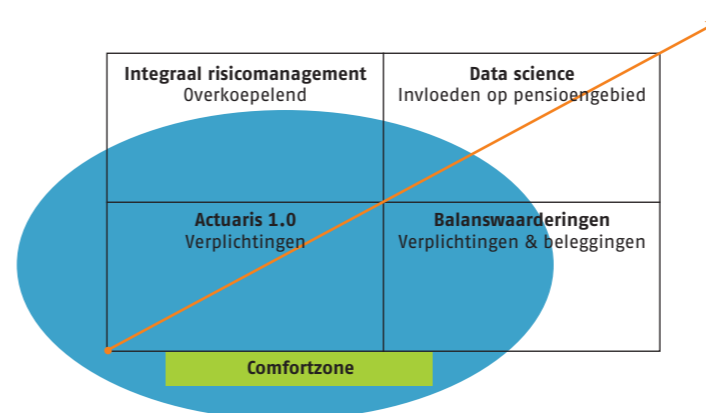 Integraal risicomanagement
Overkoepelend
Data science
Invloeden op pensioengebied
Actuaris 1.0
Verplichtingen
Balanswaarderingen
Verplichtingen & beleggingen
Comfortzone